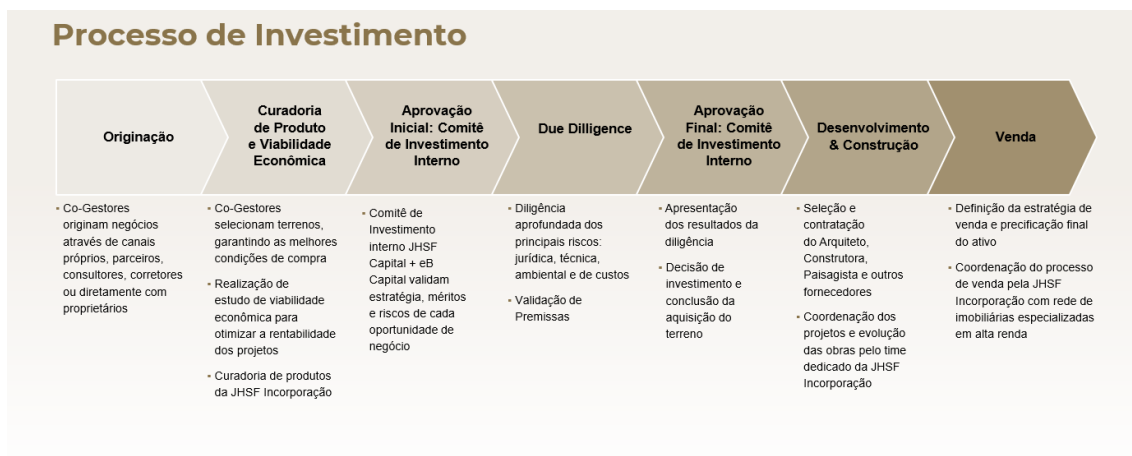 Processo de Investimento
Originação
Curadoria
de Produto
e Viabilidade
Econômica
Aprovação
Inicial: Comitê
de Investimento
Interno
Due Dilligence
Aprovação
Final: Comitê
de Investimento
Interno
Desenvolvimento
& Construção
Venda
▪ Co-Gestores
originam negócios
através de canais
próprios, parceiros,
consultores, corretores
ou diretamente com
proprietários
▪ Co-Gestores
selecionam terrenos,
garantindo as melhores
condições de compra
▪ Realização de
estudo de viabilidade
econômica para
otimizar a rentabilidade
dos projetos
▪ Curadoria de produtos
da JHSF Incorporação
▪ Comitê de
Investimento
interno JHSF
Capital + eB
Capital validam
estratégia, méritos
e riscos de cada
oportunidade de
negócio
▪ Diligência
aprofundada dos
principais riscos:
jurídica, técnica,
ambiental e de custos
▪ Validação de
Premissas
▪ Apresentação
dos resultados da
diligência
▪ Decisão de
investimento e
conclusão da
aquisição do
terreno
▪ Seleção e
contratação
do Arquiteto,
Construtora,
Paisagista e outros
fornecedores
▪ Coordenação dos
projetos e evolução
das obras pelo time
dedicado da JHSF
Incorporação
▪ Definição da estratégia de
venda e precificação final
do ativo
▪ Coordenação do processo
de venda pela JHSF
Incorporação com rede de
imobiliárias especializadas
em alta renda